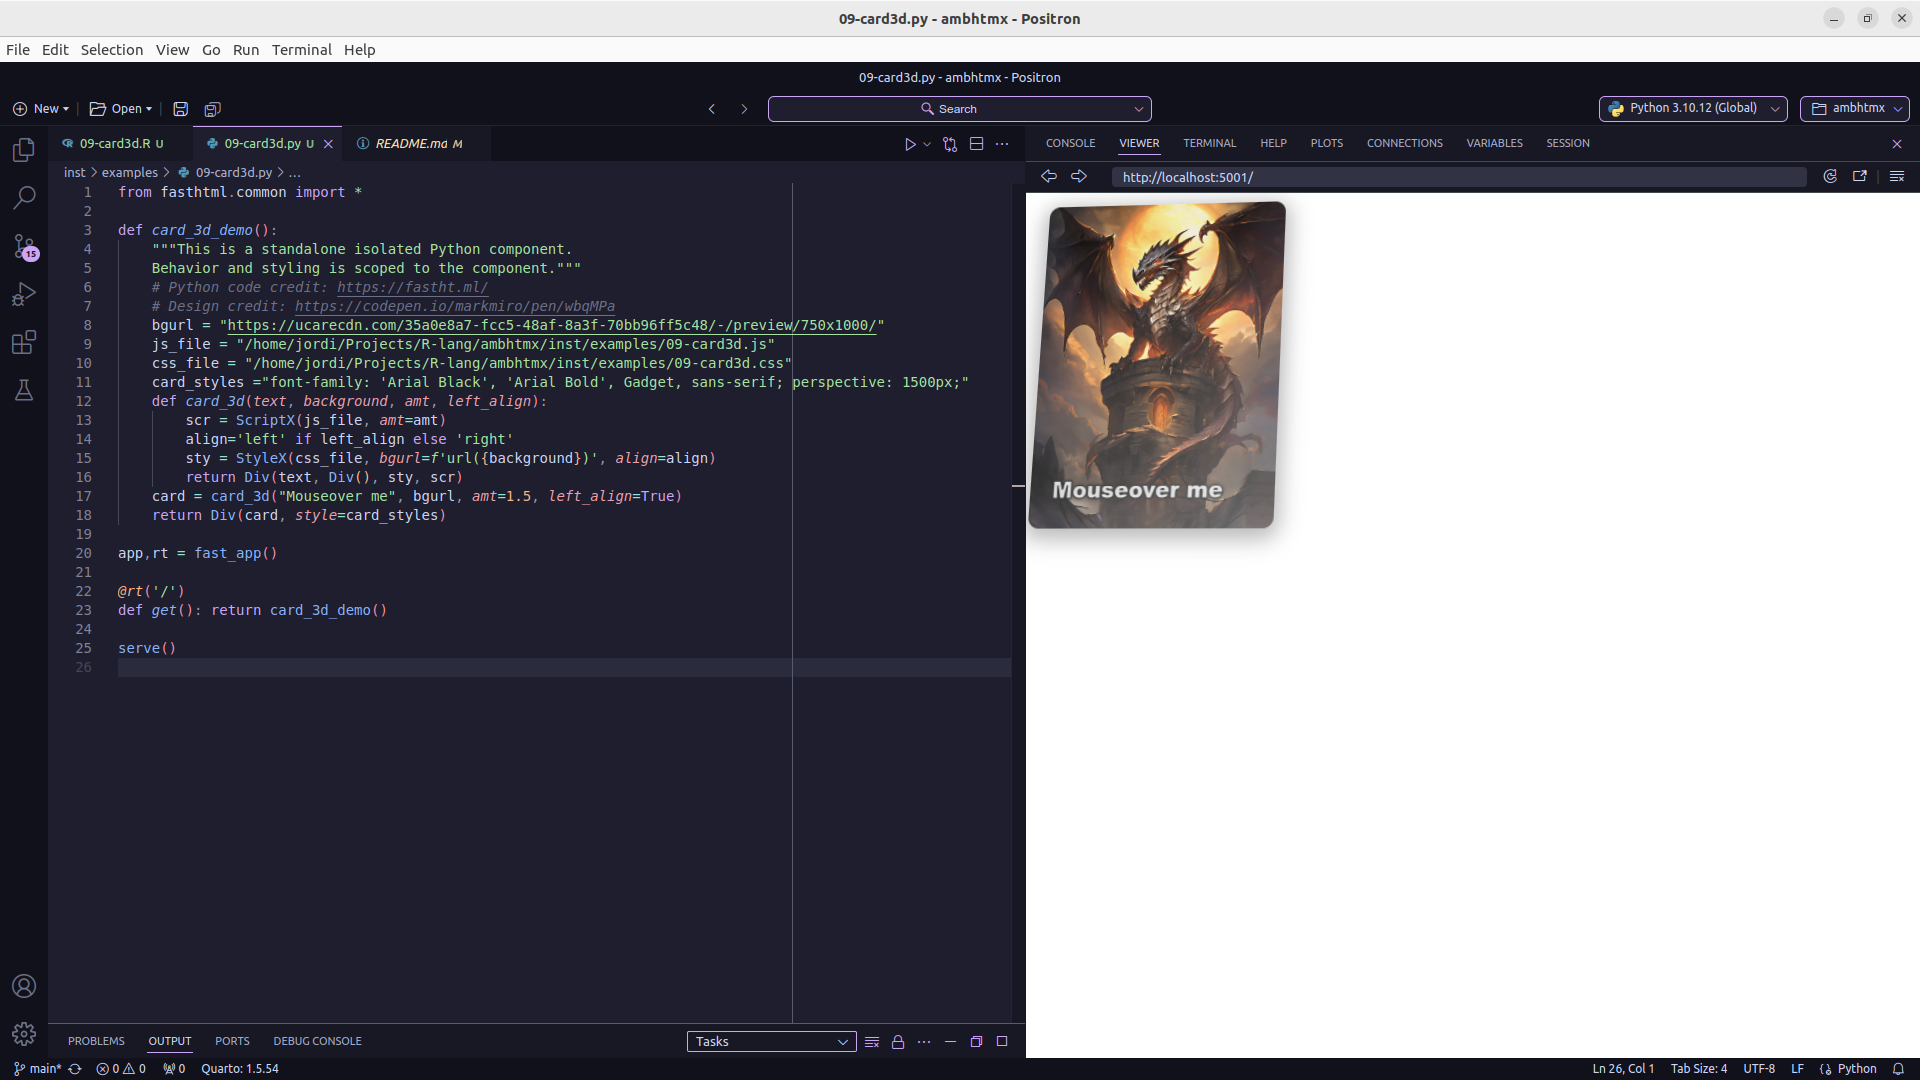 09-card3d.py - ambhtmx - Positron
File Edit Selection View Go Run Terminal Help
09-card3d.py - ambhtmx - Positron
New Open Search Python 3.10.12 (Global) ambhtmx
09-card3d.R U 09-card3d.py U README.md M
CONSOLE VIEWER TERMINAL HELP PLOTS CONNECTIONS VARIABLES SESSION
inst > examples > 09-card3d.py > ...
http://localhost:5001/
1 from fasthtml.common import *
2
3 def card_3d_demo():
4 """This is a standalone isolated Python component.
5 Behavior and styling is scoped to the component."""
6 # Python code credit: https://fastht.ml/
7 # Design credit: https://codepen.io/markmiro/pen/wbqMPa
8 bgurl = "https://ucarecdn.com/35a0e8a7-fcc5-48af-8a3f-70bb96ff5c48/-/preview/750x1000/"
9 js_file = "/home/jordi/Projects/R-lang/ambhtmx/inst/examples/09-card3d.js"
10 css_file = "/home/jordi/Projects/R-lang/ambhtmx/inst/examples/09-card3d.css"
11 card_styles ="font-family: 'Arial Black', 'Arial Bold', Gadget, sans-serif; perspective: 1500px;"
12 def card_3d(text, background, amt, left_align):
13 scr = ScriptX(js_file, amt=amt)
14 align='left' if left_align else 'right'
15 sty = StyleX(css_file, bgurl=f'url({background})', align=align)
16 return Div(text, Div(), sty, scr)
17 card = card_3d("Mouseover me", bgurl, amt=1.5, left_align=True)
18 return Div(card, style=card_styles)
19
20 app,rt = fast_app()
21
22 @rt('/')
23 def get(): return card_3d_demo()
24
25 serve()
26
Mouseover me
15
PROBLEMS OUTPUT PORTS DEBUG CONSOLE Tasks
main* 0 0 0 Quarto: 1.5.54 Ln 26, Col 1 Tab Size: 4 UTF-8 LF Python